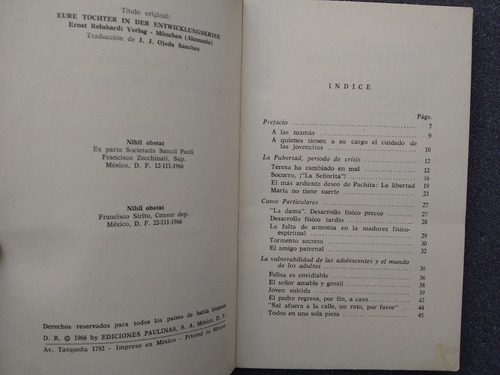 Título original:
EURE TOCHTER IN DER ENTWICKLUNGSKRISE
Ernst Reinhardt Verlag - München (Alemania)
Traducción de J. J. Ojeda Sánchez
Nihil obstat
Ex parte Societatis Sancti Pauli
Francisco Zecchinati, Sup.
México, D. F. 12-III-1966
Nihil obstat
Francisco Sirito, Censor dep.
México, D. F. 22-III-1966
Derechos reservados para todos los países de habla hispana
D. R. © 1966 by EDICIONES PAULINAS, S. A. México, D. F.
Av. Taxqueña 1792 - Impreso en México - Printed in México
INDICE
Págs.
Prefacio 7
A las mamás 9
A quienes tienen a su cargo el cuidado de
las jovencitas 10
La Pubertad, período de crisis 12
Teresa ha cambiado en mal 12
Socorro, ¡"La Señorita"! 16
El más ardiente deseo de Pachita: La libertad 19
María no tiene suerte 23
Casos Particulares 27
"La dama". Desarrollo físico precoz 27
Desarrollo tardío 28
La falta de armonía en la madurez físico-
espiritual 29
Tormento secreto 30
El amigo paternal 32
La vulnerabilidad de las adolescentes y el mundo
de los adultos 38
Felisa es envidiable 38
El señor amable y gentil 38
Joven suicida 39
El padre regresa, por fin, a casa 42
"Sal afuera a la calle, un rato, por favor" 44
Todos en una sola pieza 45